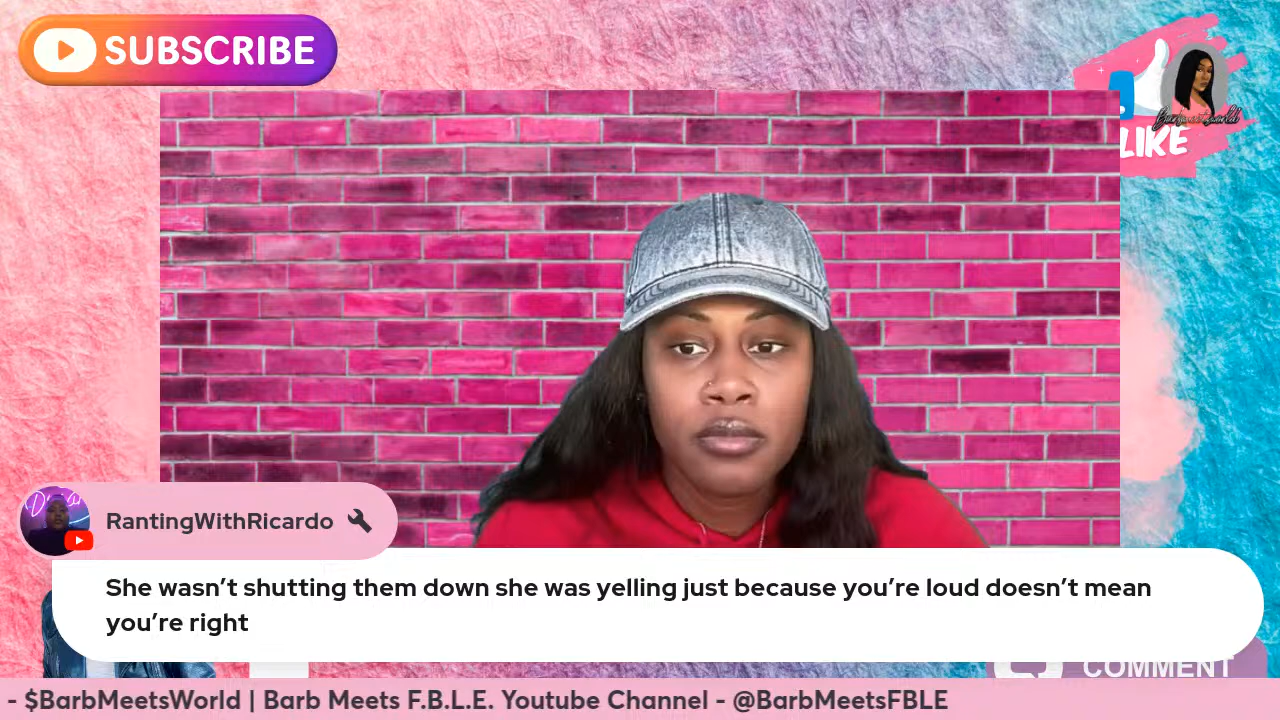 SUBSCRIBE
LIKE
RantingWithRicardo
She wasn’t shutting them down she was yelling just because you’re loud doesn’t mean
you’re right
COMMENT
- $BarbMeetsWorld | Barb Meets F.B.L.E. Youtube Channel - @BarbMeetsFBLE